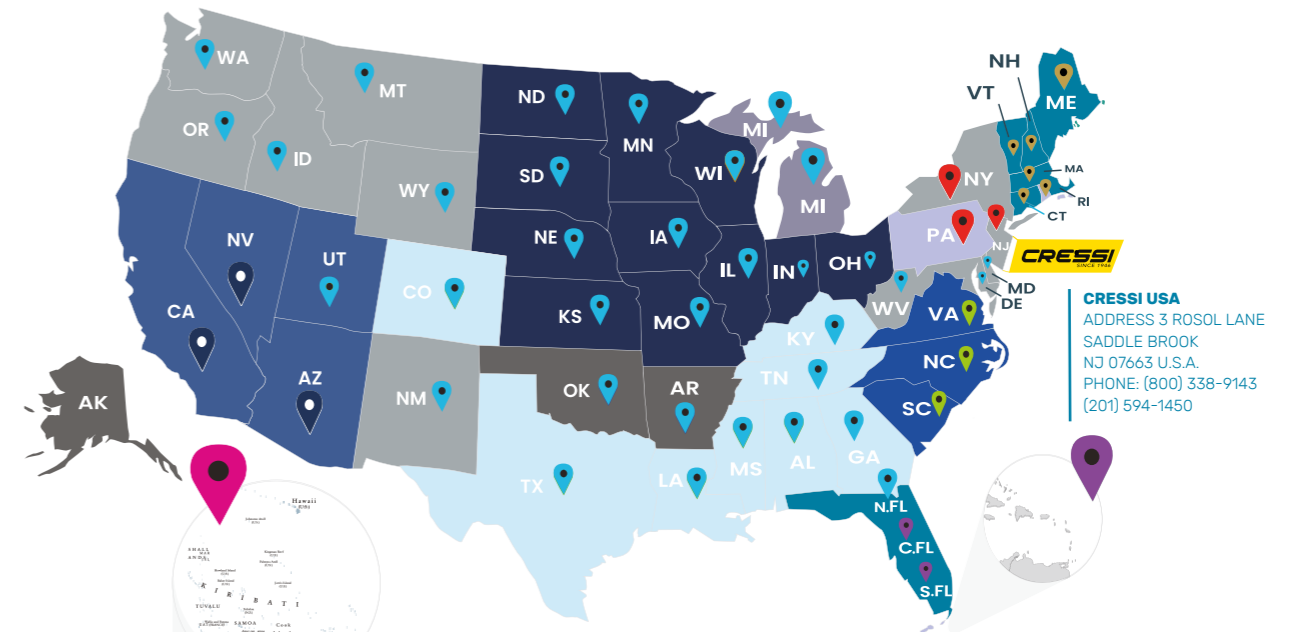 WA
MT
ND
MN
MI
NH
VT
ME
OR
ID
WY
SD
WI
MI
NY
MA
RI
CT
NV
UT
CO
NE
IA
IL
IN
OH
PA
NJ
CRESSI
SINCE 1946
MD
DE
CA
AZ
NM
KS
MO
KY
WV
VA
NC
SC
TN
OK
AR
AK
TX
LA
MS
AL
GA
N.FL
C.FL
S.FL
CRESSI USA
ADDRESS 3 ROSOL LANE
SADDLE BROOK
NJ 07663 U.S.A.
PHONE: (800) 338-9143
(201) 594-1450
Hawaii
KIRIBATI
TUVALU
SAMOA
Cook